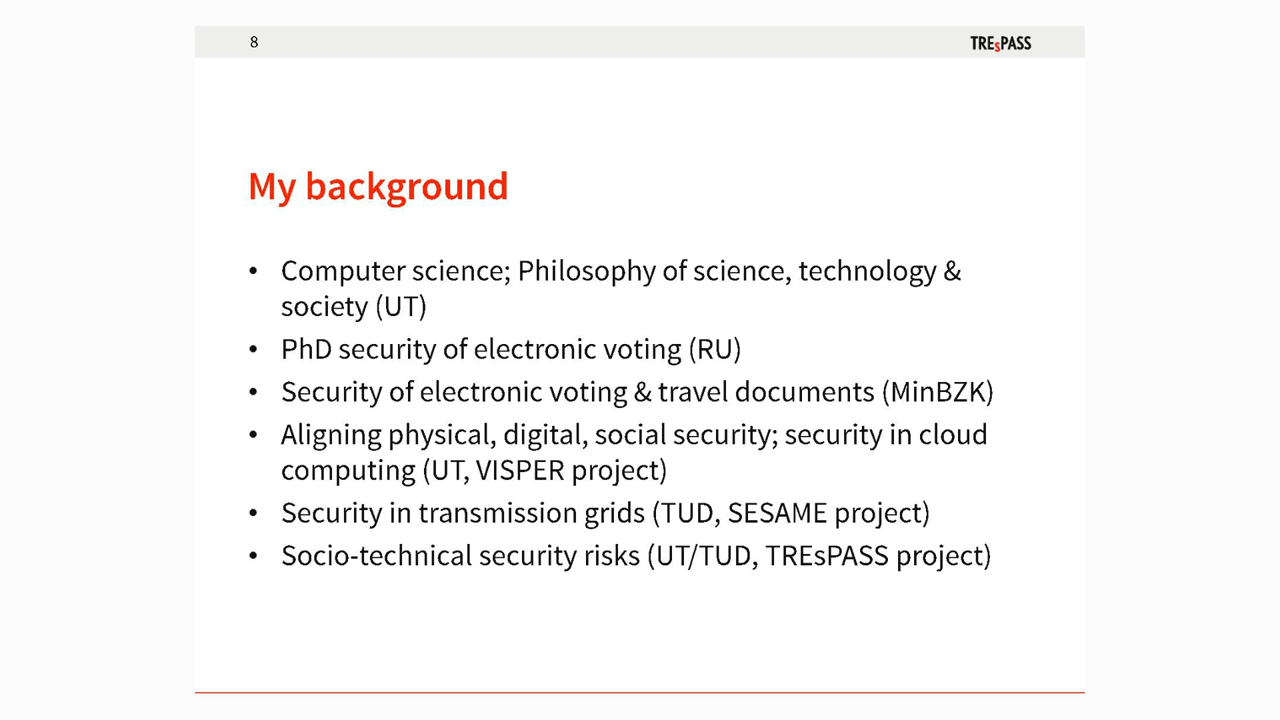 8
TREsPASS
My background
• Computer science; Philosophy of science, technology &
society (UT)
• PhD security of electronic voting (RU)
• Security of electronic voting & travel documents (MinBZK)
• Aligning physical, digital, social security; security in cloud
computing (UT, VISPER project)
• Security in transmission grids (TUD, SESAME project)
• Socio-technical security risks (UT/TUD, TREsPASS project)